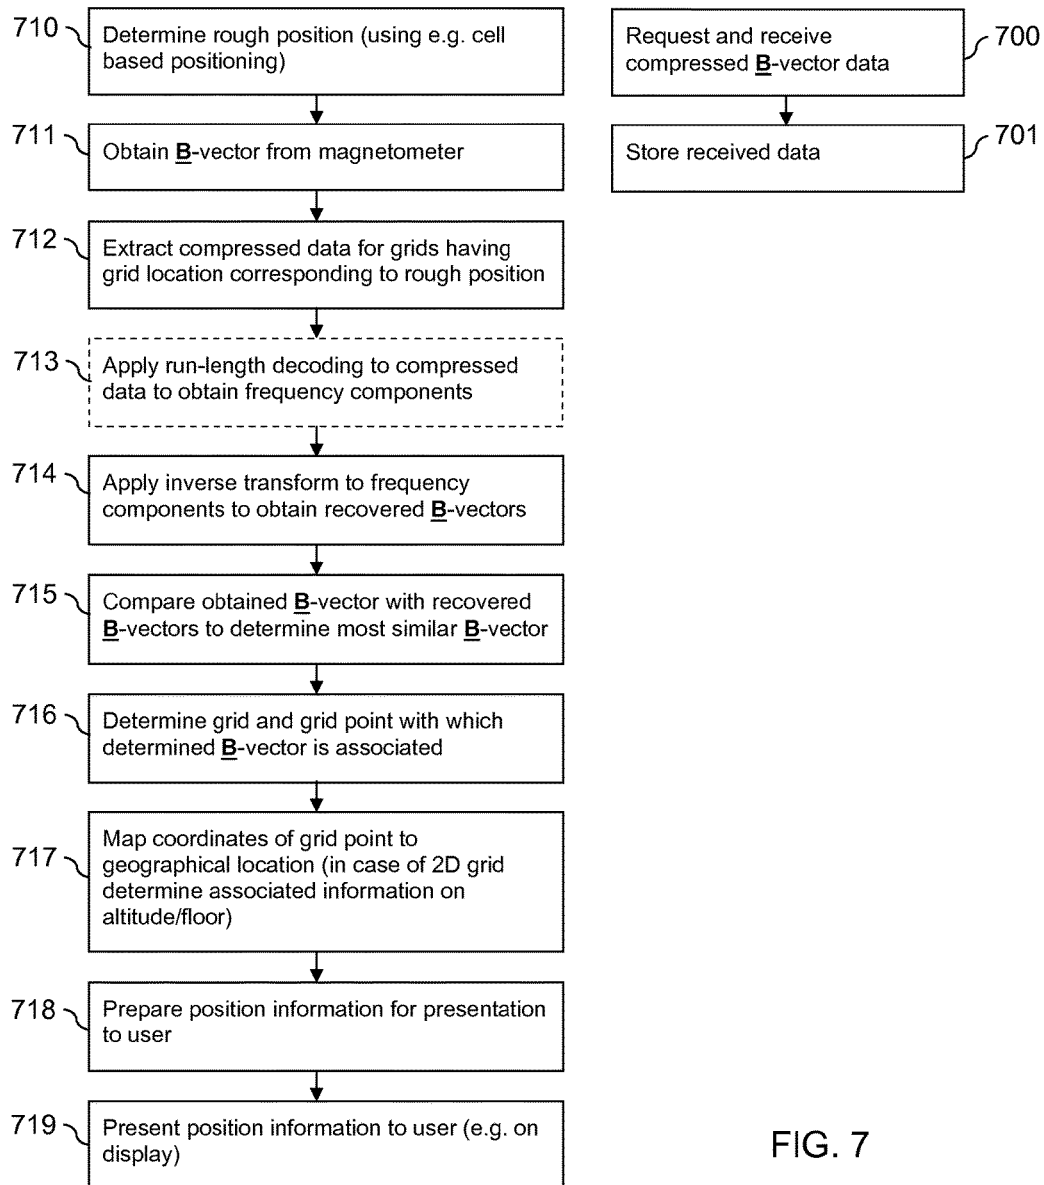 710
Determine rough position (using e.g. cell
based positioning)
711
Obtain B-vector from magnetometer
712
Extract compressed data for grids having
grid location corresponding to rough position
713
Apply run-length decoding to compressed
data to obtain frequency components
714
Apply inverse transform to frequency
components to obtain recovered B-vectors
715
Compare obtained B-vector with recovered
B-vectors to determine most similar B-vector
716
Determine grid and grid point with which
determined B-vector is associated
717
Map coordinates of grid point to
geographical location (in case of 2D grid
determine associated information on
altitude/floor)
718
Prepare position information for presentation
to user
719
Present position information to user (e.g. on
display)
Request and receive
compressed B-vector data
700
Store received data
701
FIG. 7